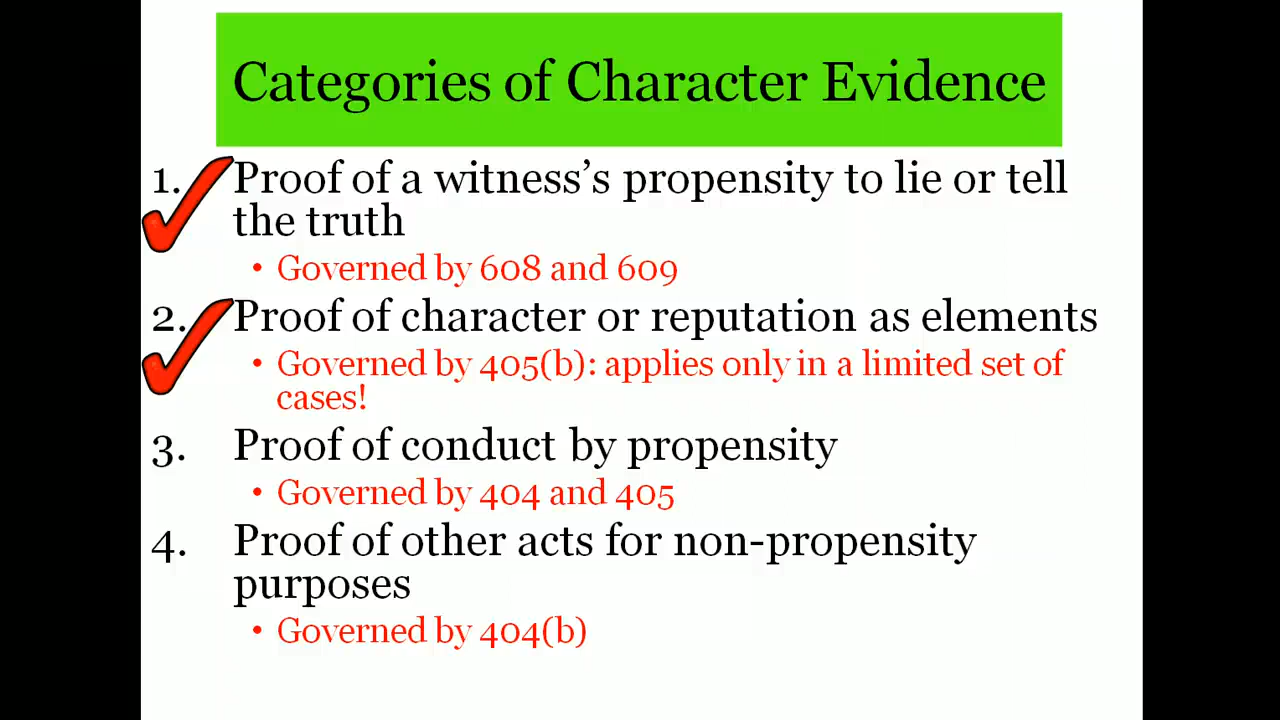 Categories of Character Evidence
1. Proof of a witness’s propensity to lie or tell
the truth
• Governed by 608 and 609
2. Proof of character or reputation as elements
• Governed by 405(b): applies only in a limited set of
cases!
3. Proof of conduct by propensity
• Governed by 404 and 405
4. Proof of other acts for non-propensity
purposes
• Governed by 404(b)